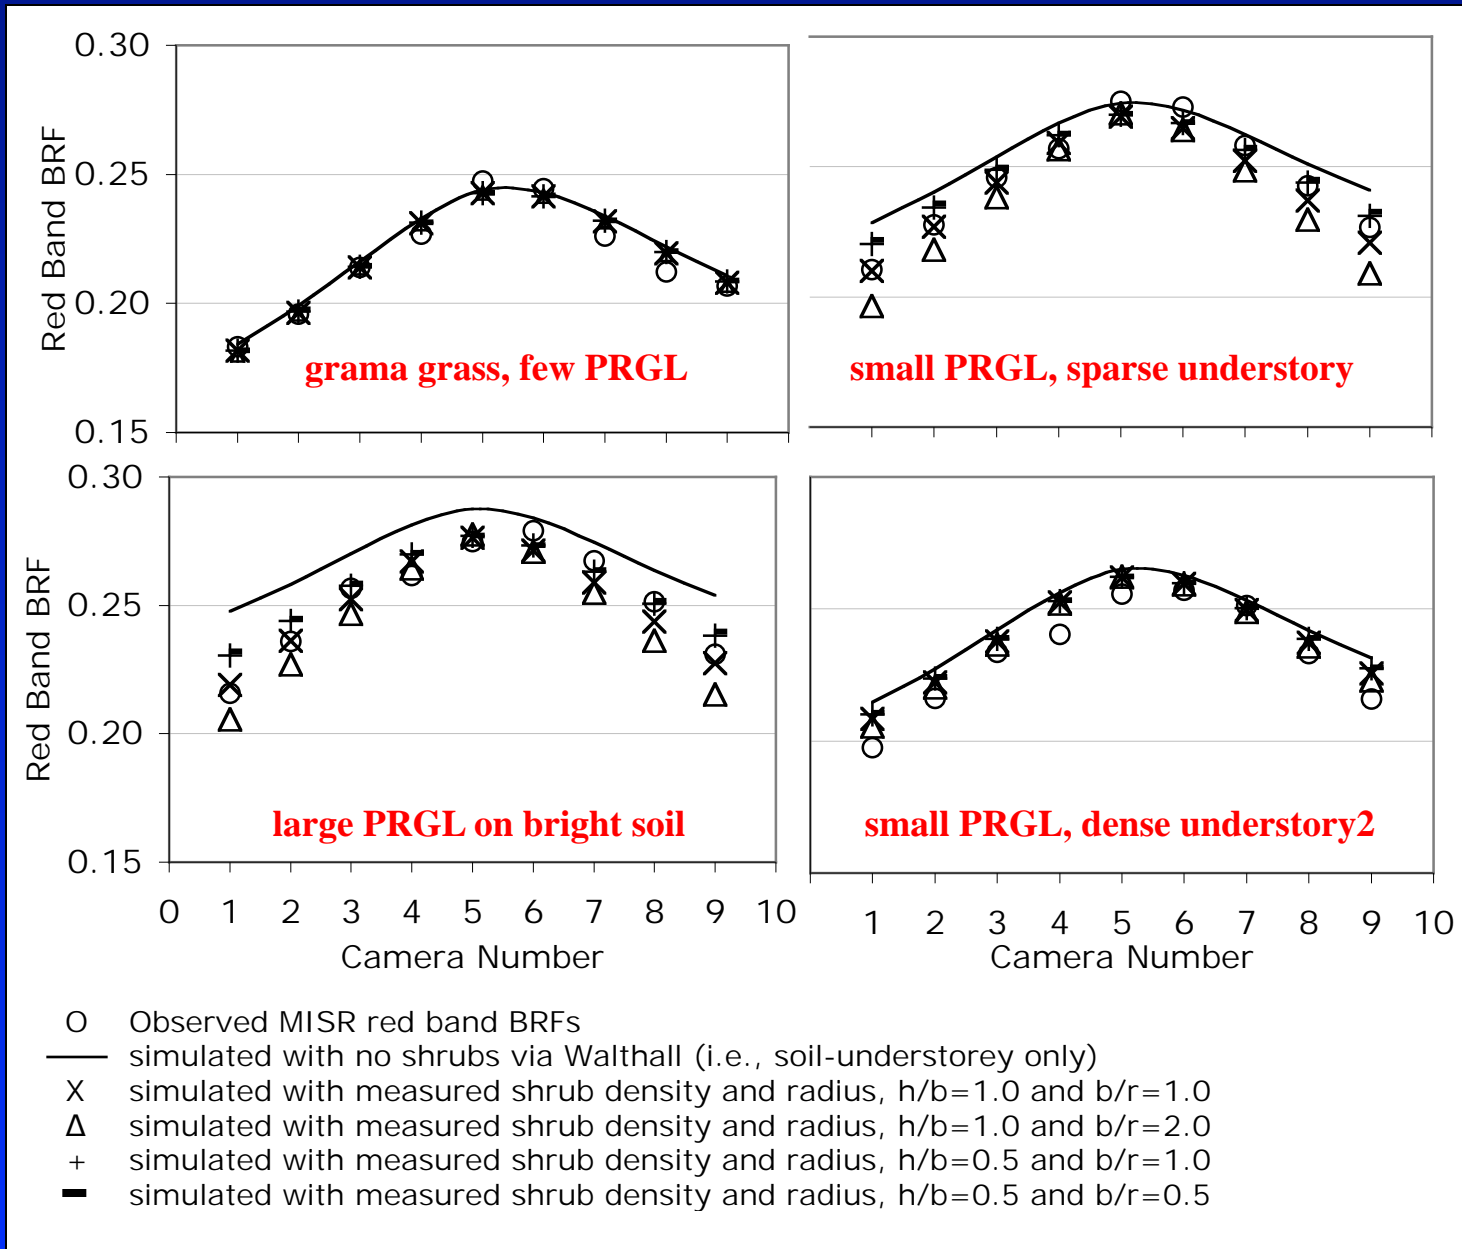 0.30
0.25
0.20
0.15
Red Band BRF
grama grass, few PRGL
small PRGL, sparse understory
0.30
0.25
0.20
0.15
Red Band BRF
large PRGL on bright soil
small PRGL, dense understory2
0 1 2 3 4 5 6 7 8 9 10
1 2 3 4 5 6 7 8 9 10
Camera Number
Camera Number
O Observed MISR red band BRFs
simulated with no shrubs via Walthall (i.e., soil-understorey only)
X simulated with measured shrub density and radius, h/b=1.0 and b/r=1.0
Δ simulated with measured shrub density and radius, h/b=1.0 and b/r=2.0
+ simulated with measured shrub density and radius, h/b=0.5 and b/r=1.0
simulated with measured shrub density and radius, h/b=0.5 and b/r=0.5